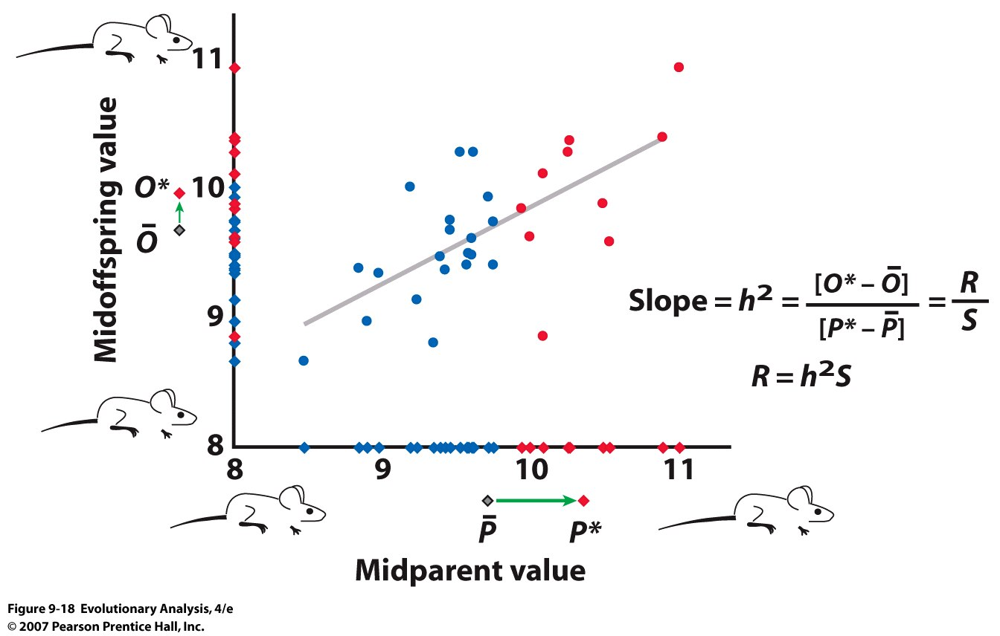 11
10
9
8
Midoffspring value
O*
Ō
8 9 10 11
P̄ P*
Midparent value
Slope = h² = [O* – Ō] / [P* – P̄] = R / S
R = h²S
Figure 9-18 Evolutionary Analysis, 4/e
© 2007 Pearson Prentice Hall, Inc.